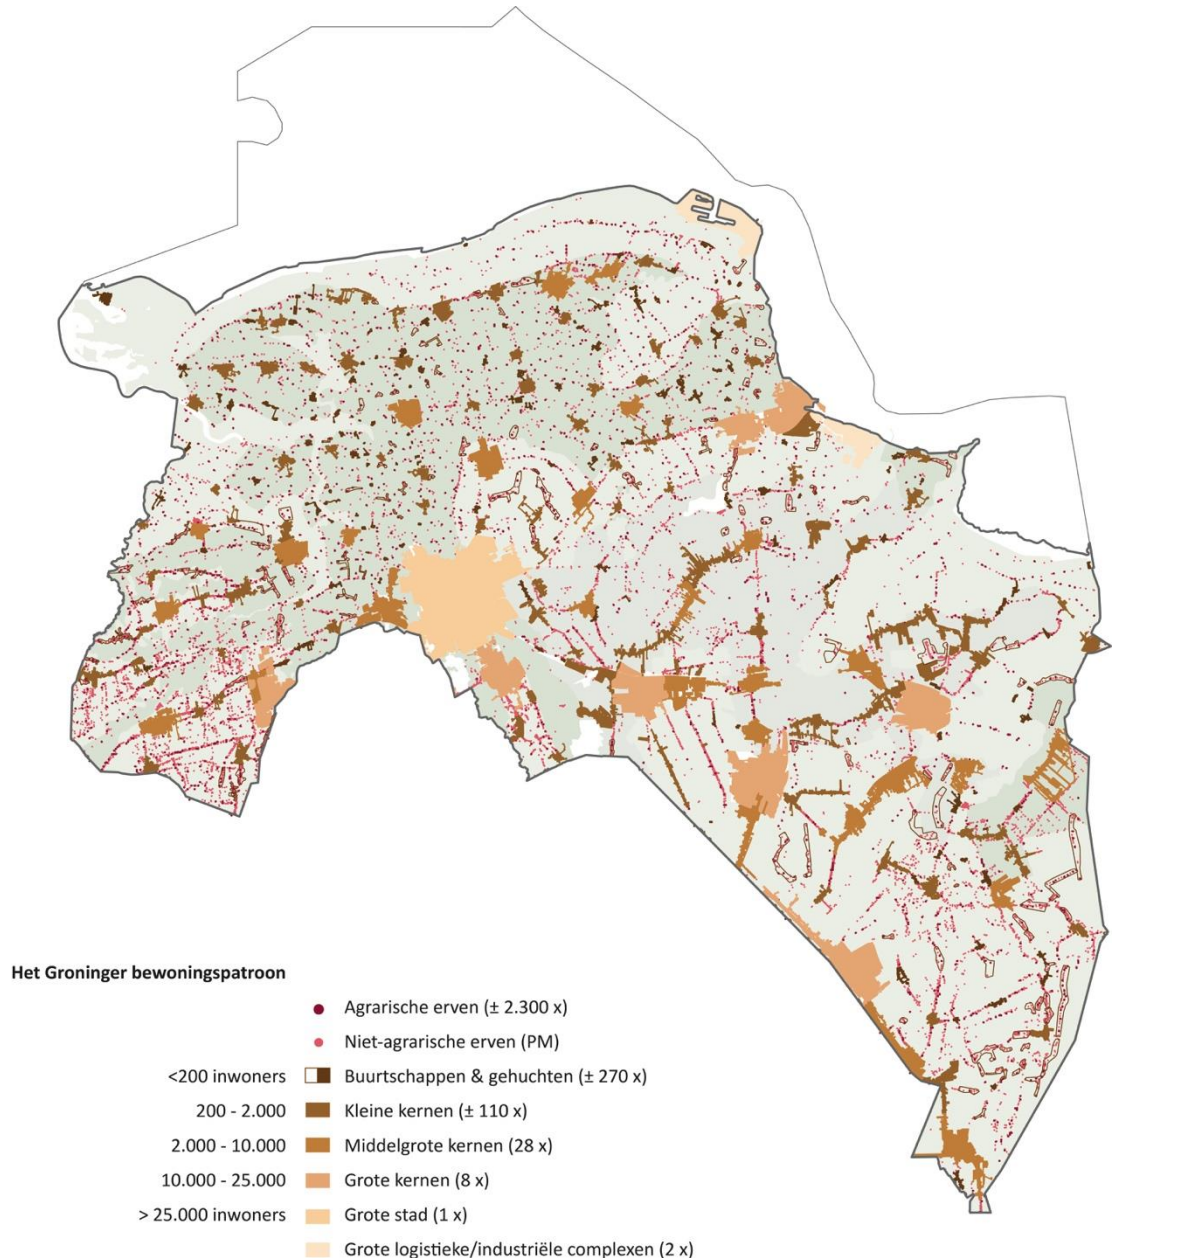 Het Groninger bewoningspatroon
Agrarische erven (± 2.300 x)
Niet-agrarische erven (PM)
<200 inwoners Buurtschappen & gehuchten (± 270 x)
200 - 2.000 Kleine kernen (± 110 x)
2.000 - 10.000 Middelgrote kernen (28 x)
10.000 - 25.000 Grote kernen (8 x)
> 25.000 inwoners Grote stad (1 x)
Grote logistieke/industriële complexen (2 x)